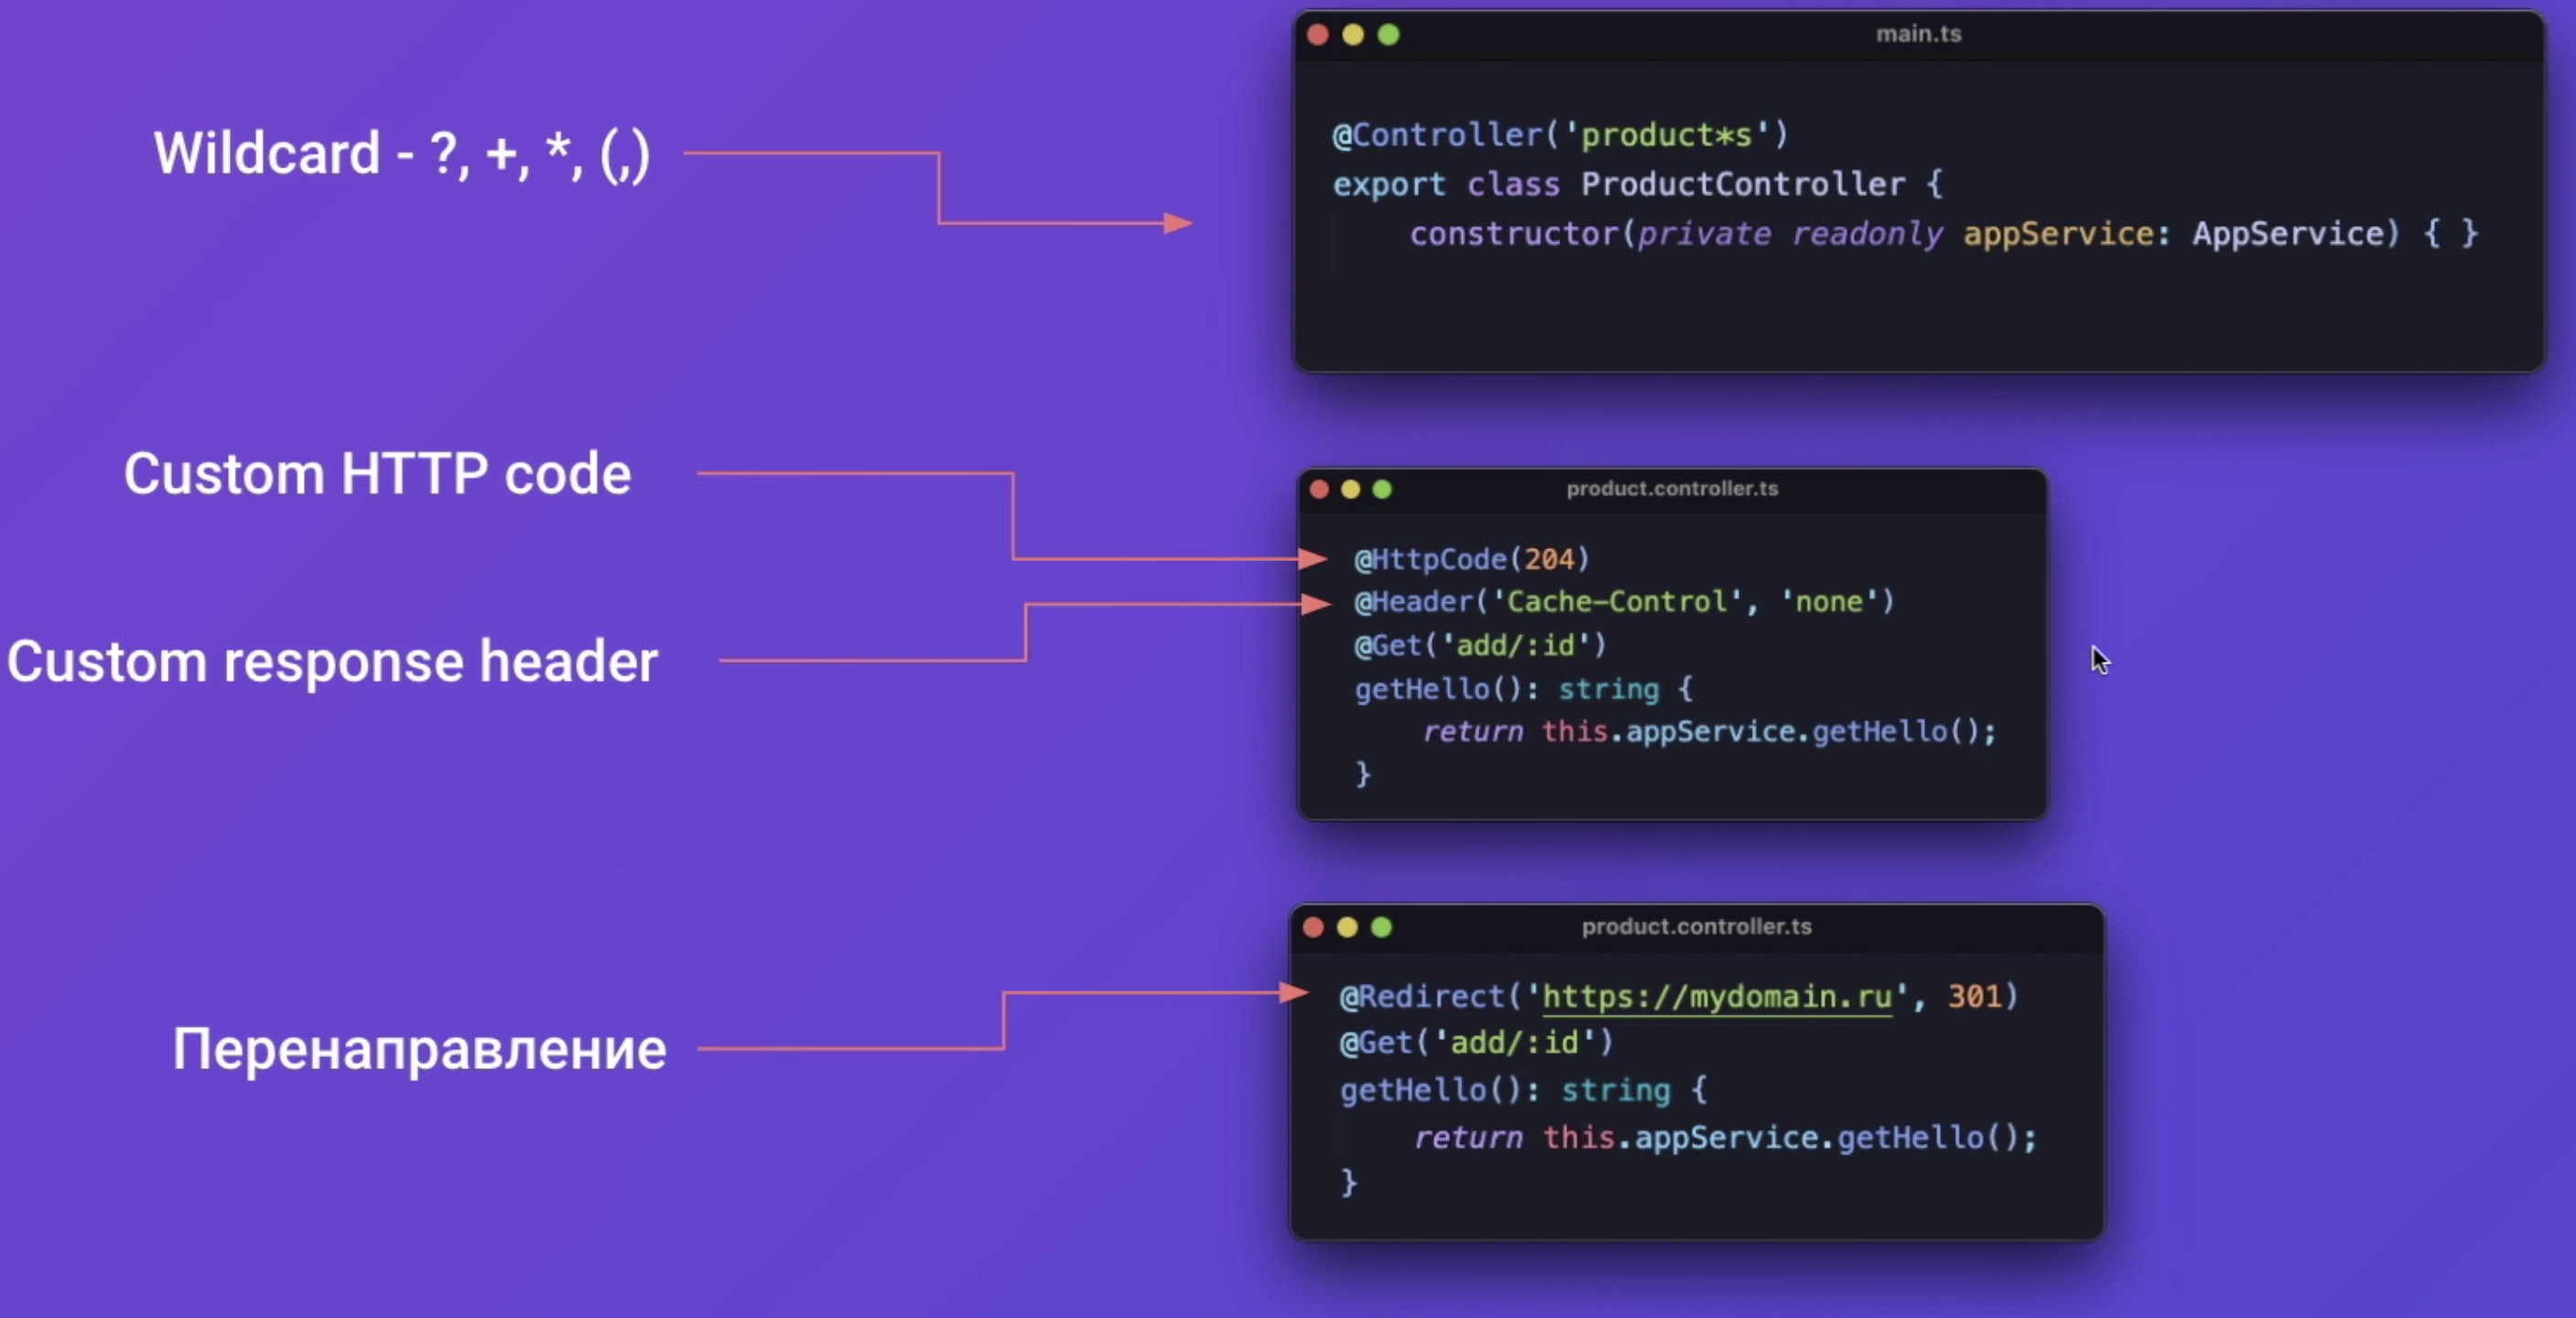 Wildcard - ?, +, *, (,)
main.ts
@Controller('product*s')
export class ProductController {
constructor(private readonly appService: AppService) { }
Custom HTTP code
Custom response header
product.controller.ts
@HttpCode(204)
@Header('Cache-Control', 'none')
@Get('add/:id')
getHello(): string {
return this.appService.getHello();
}
Перенаправление
product.controller.ts
@Redirect('https://mydomain.ru', 301)
@Get('add/:id')
getHello(): string {
return this.appService.getHello();
}